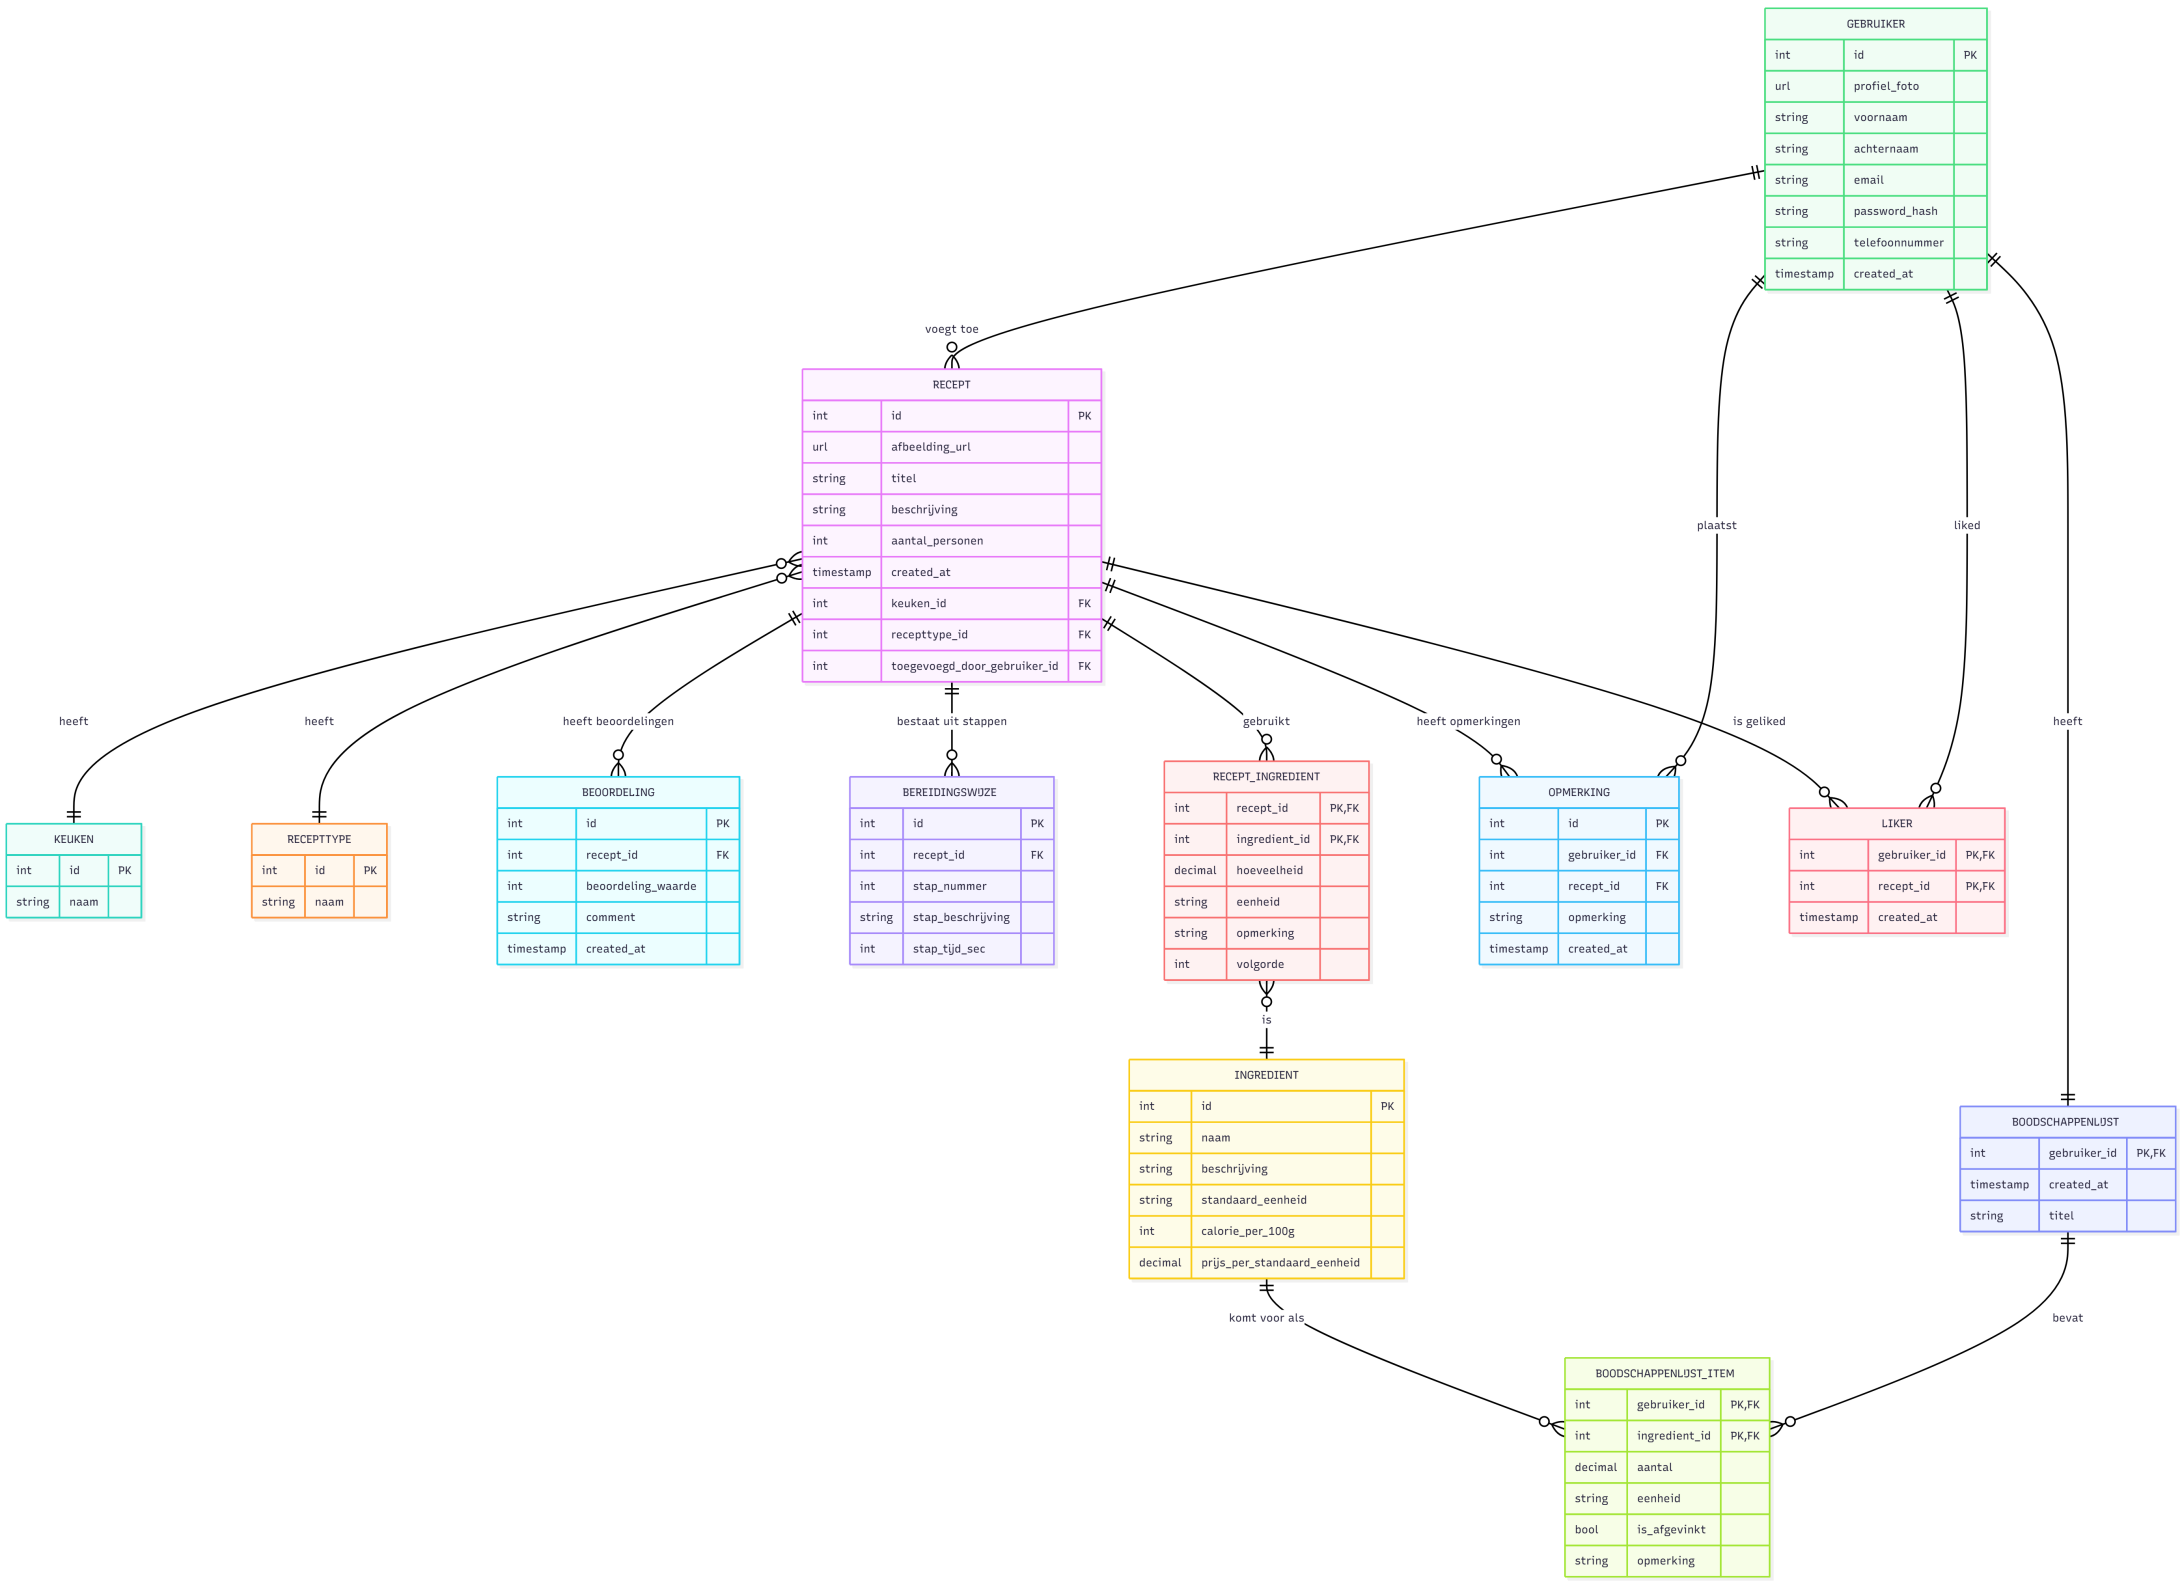 GEBRUIKER
int id PK
url profiel_foto
string voornaam
string achternaam
string email
string password_hash
string telefoonnummer
timestamp created_at
voegt toe
RECEPT
int id PK
url afbeelding_url
string titel
string beschrijving
int aantal_personen
timestamp created_at
int keuken_id FK
int recepttype_id FK
int toegevoegd_door_gebruiker_id FK
plaatst
liked
heeft
heeft
heeft beoordelingen
bestaat uit stappen
gebruikt
heeft opmerkingen
is geliked
heeft
KEUKEN
int id PK
string naam
RECEPTTYPE
int id PK
string naam
BEOORDELING
int id PK
int recept_id FK
int beoordeling_waarde
string comment
timestamp created_at
BEREIDINGSWIJZE
int id PK
int recept_id FK
int stap_nummer
string stap_beschrijving
int stap_tijd_sec
RECEPT_INGREDIENT
int recept_id PK,FK
int ingredient_id PK,FK
decimal hoeveelheid
string eenheid
string opmerking
int volgorde
OPMERKING
int id PK
int gebruiker_id FK
int recept_id FK
string opmerking
timestamp created_at
LIKER
int gebruiker_id PK,FK
int recept_id PK,FK
timestamp created_at
is
INGREDIENT
int id PK
string naam
string beschrijving
string standaard_eenheid
int calorie_per_100g
decimal prijs_per_standaard_eenheid
BOODSCHAPPENLIJST
int gebruiker_id PK,FK
timestamp created_at
string titel
komt voor als
bevat
BOODSCHAPPENLIJST_ITEM
int gebruiker_id PK,FK
int ingredient_id PK,FK
decimal aantal
string eenheid
bool is_afgevinkt
string opmerking